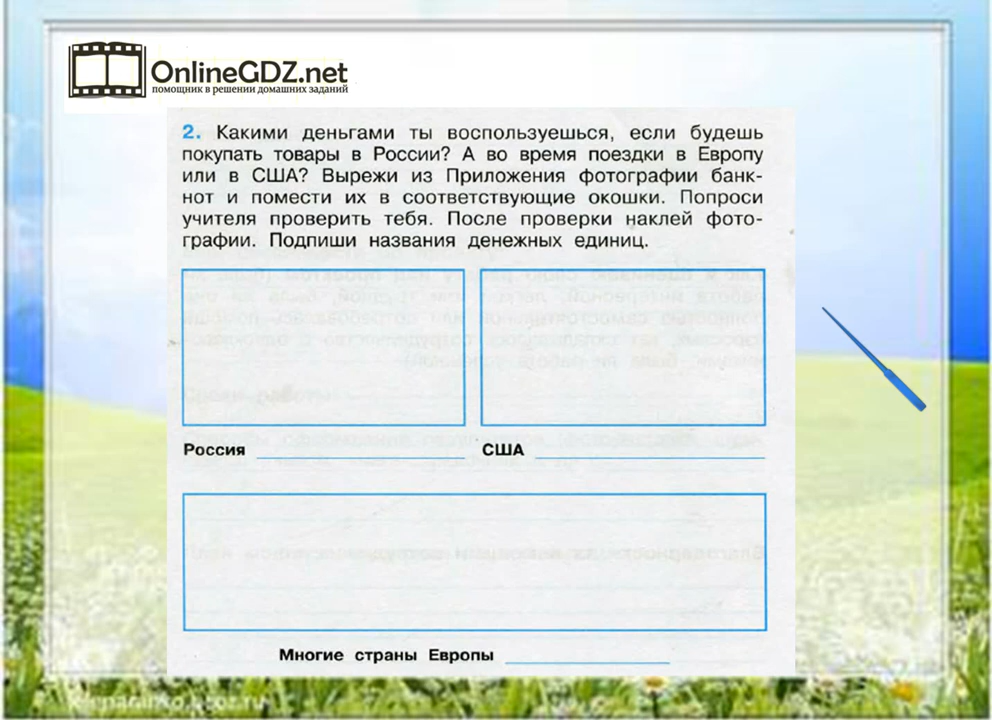 OnlineGDZ.net
помощник в решении домашних заданий
2. Какими деньгами ты воспользуешься, если будешь
покупать товары в России? А во время поездки в Европу
или в США? Вырежи из Приложения фотографии банк-
нот и помести их в соответствующие окошки. Попроси
учителя проверить тебя. После проверки наклей фото-
графии. Подпиши названия денежных единиц.
Россия
США
Многие страны Европы